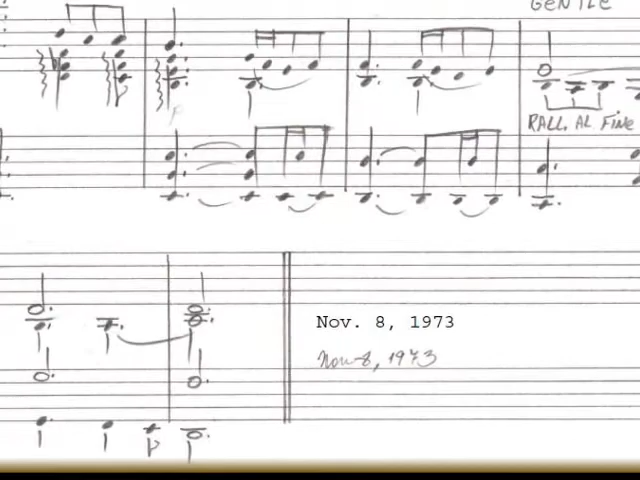 GENTLE
RALL. AL FINE
Nov. 8, 1973
Nov 8, 1973